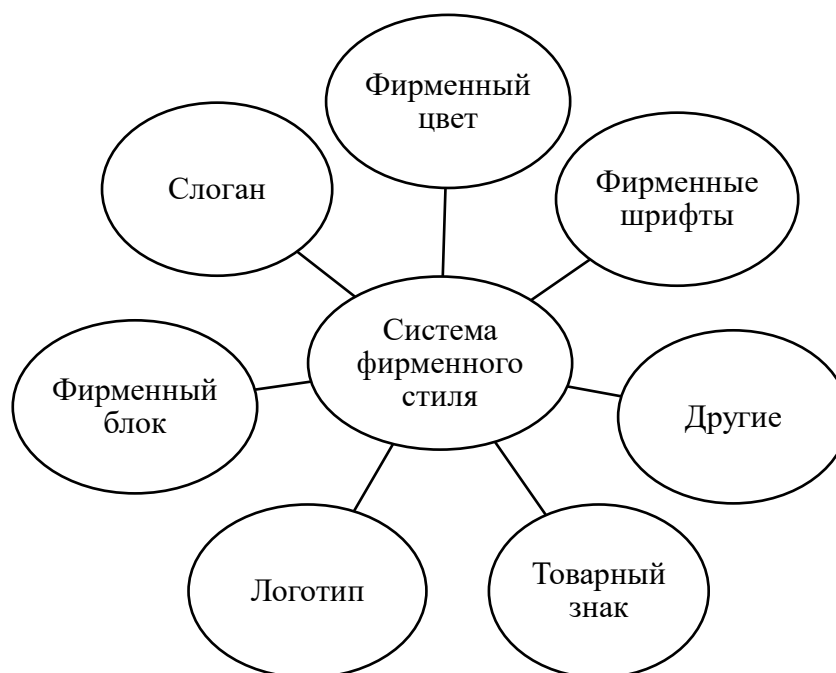 Фирменный
цвет
Слоган
Фирменные
шрифты
Система
фирменного
стиля
Фирменный
блок
Другие
Логотип
Товарный
знак